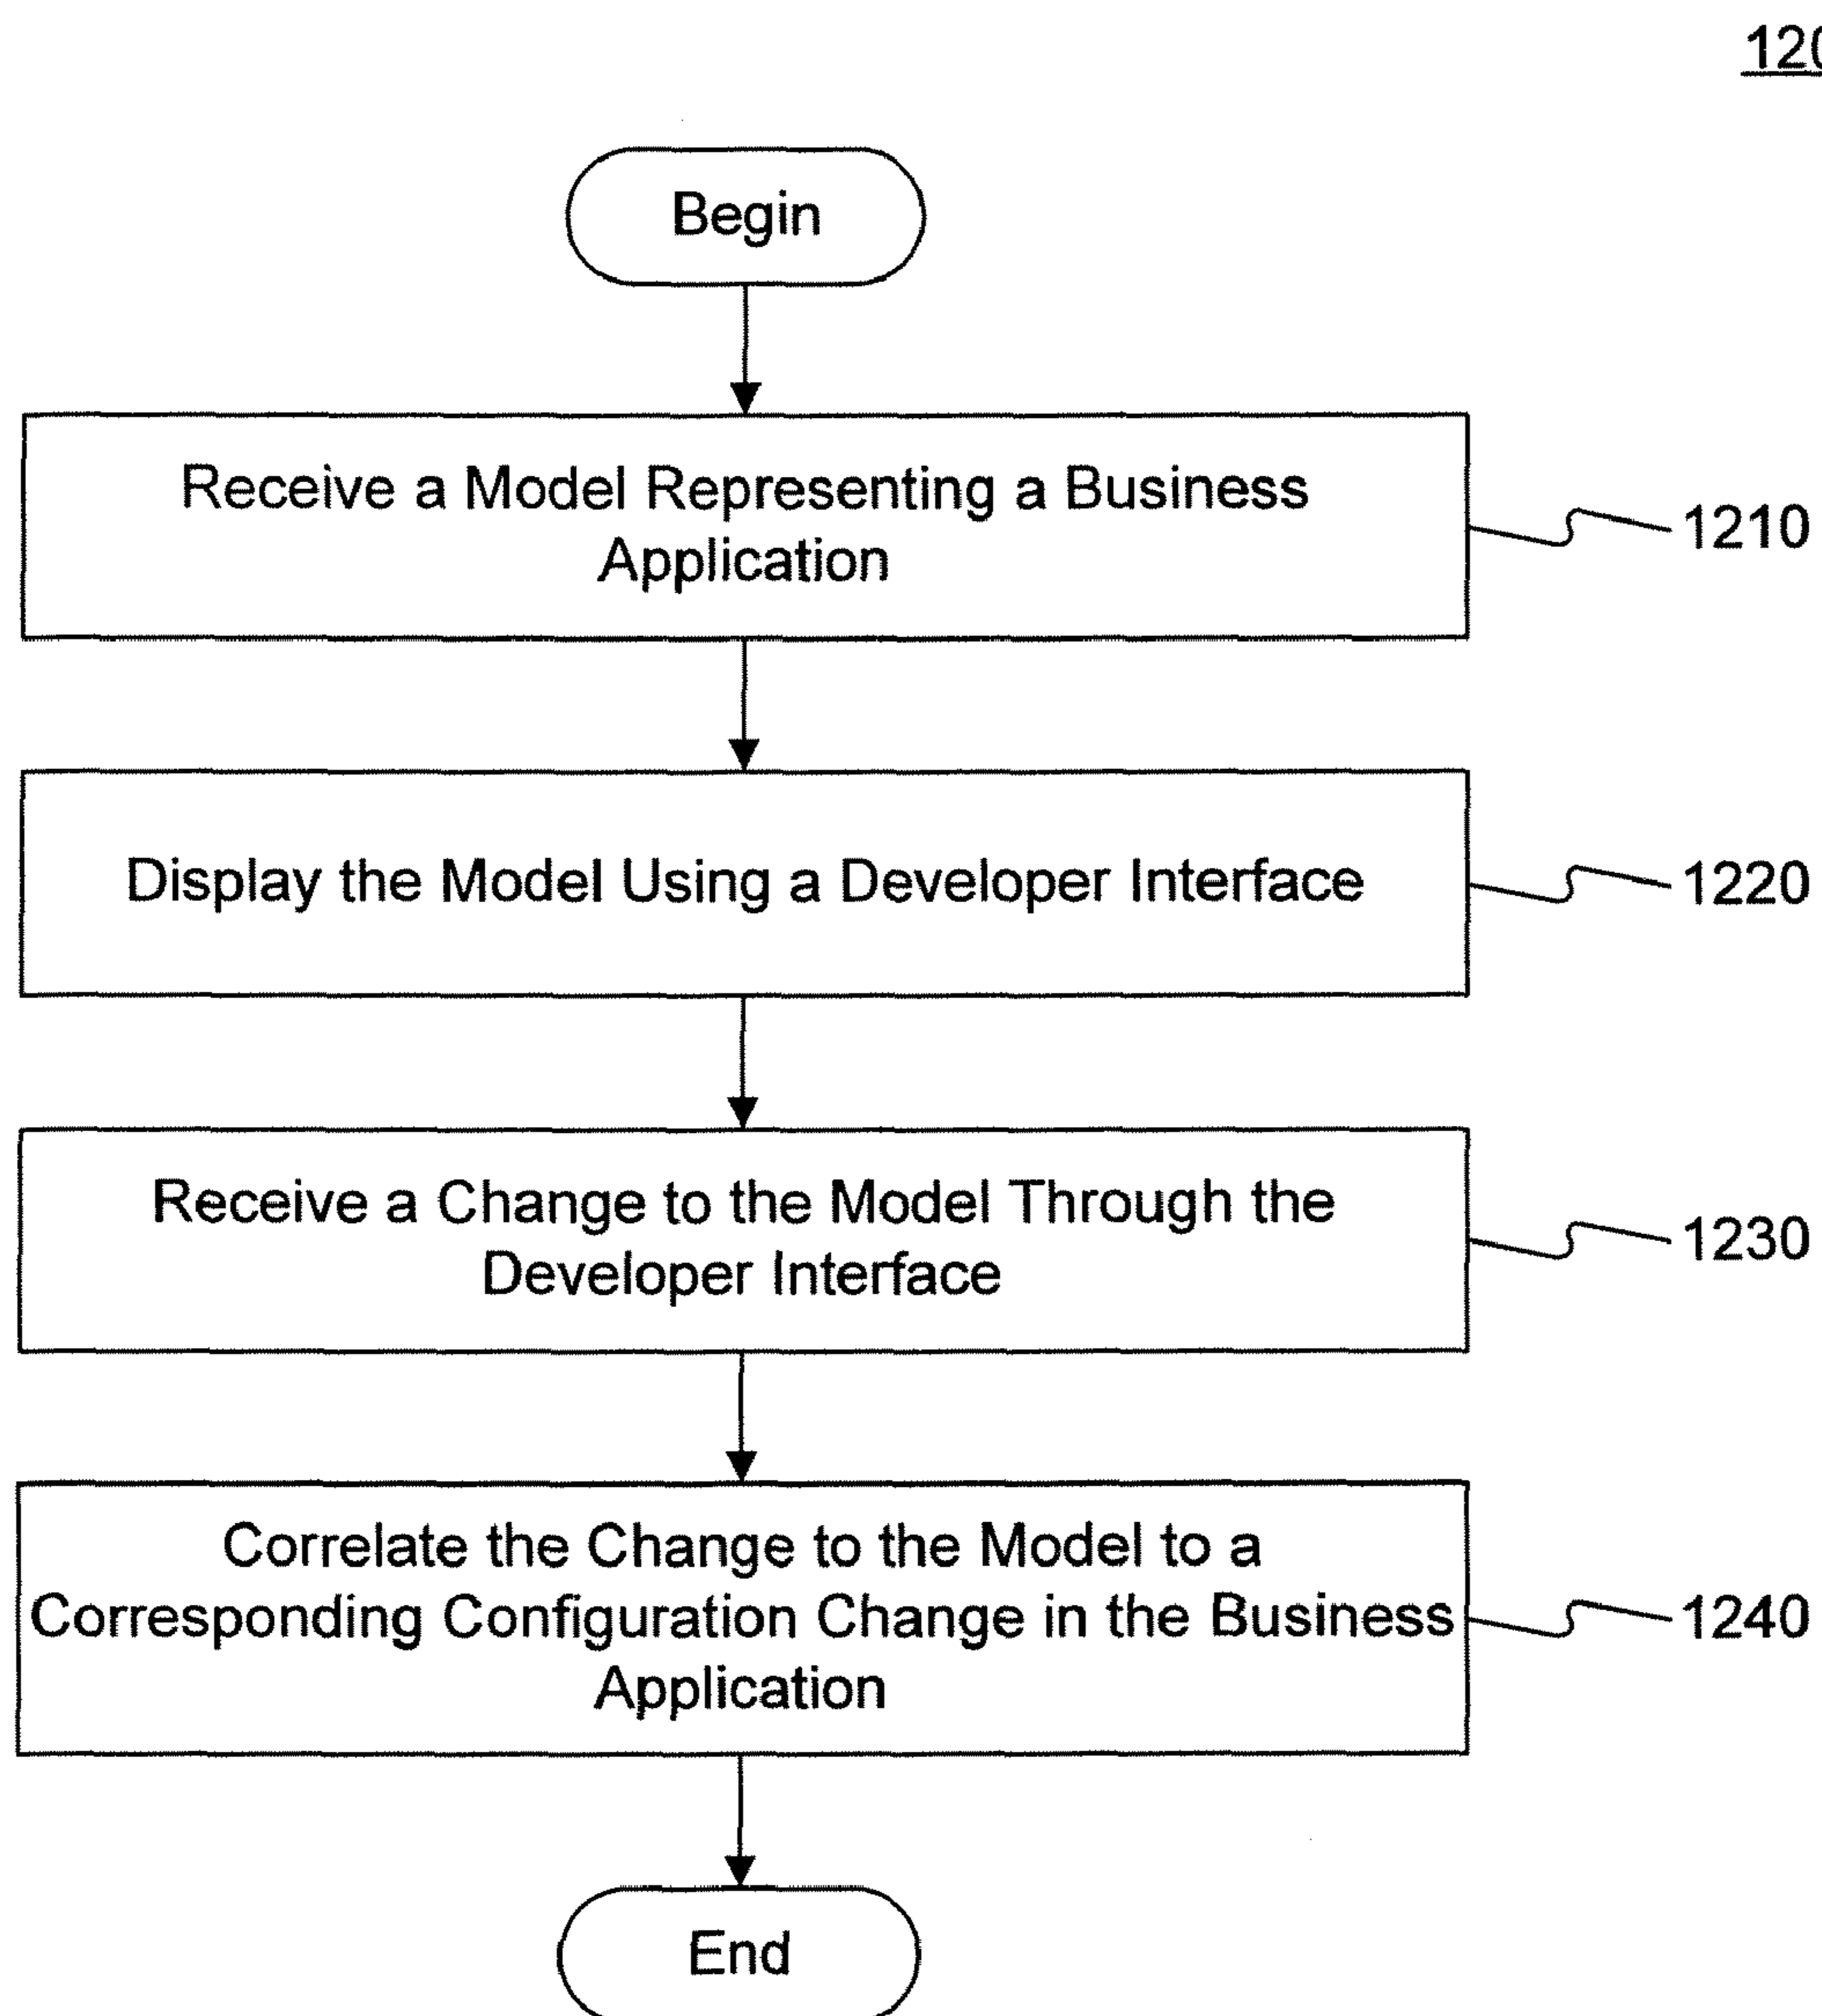 120
Begin
Receive a Model Representing a Business
Application
1210
Display the Model Using a Developer Interface
1220
Receive a Change to the Model Through the
Developer Interface
1230
Correlate the Change to the Model to a
Corresponding Configuration Change in the Business
Application
1240
End